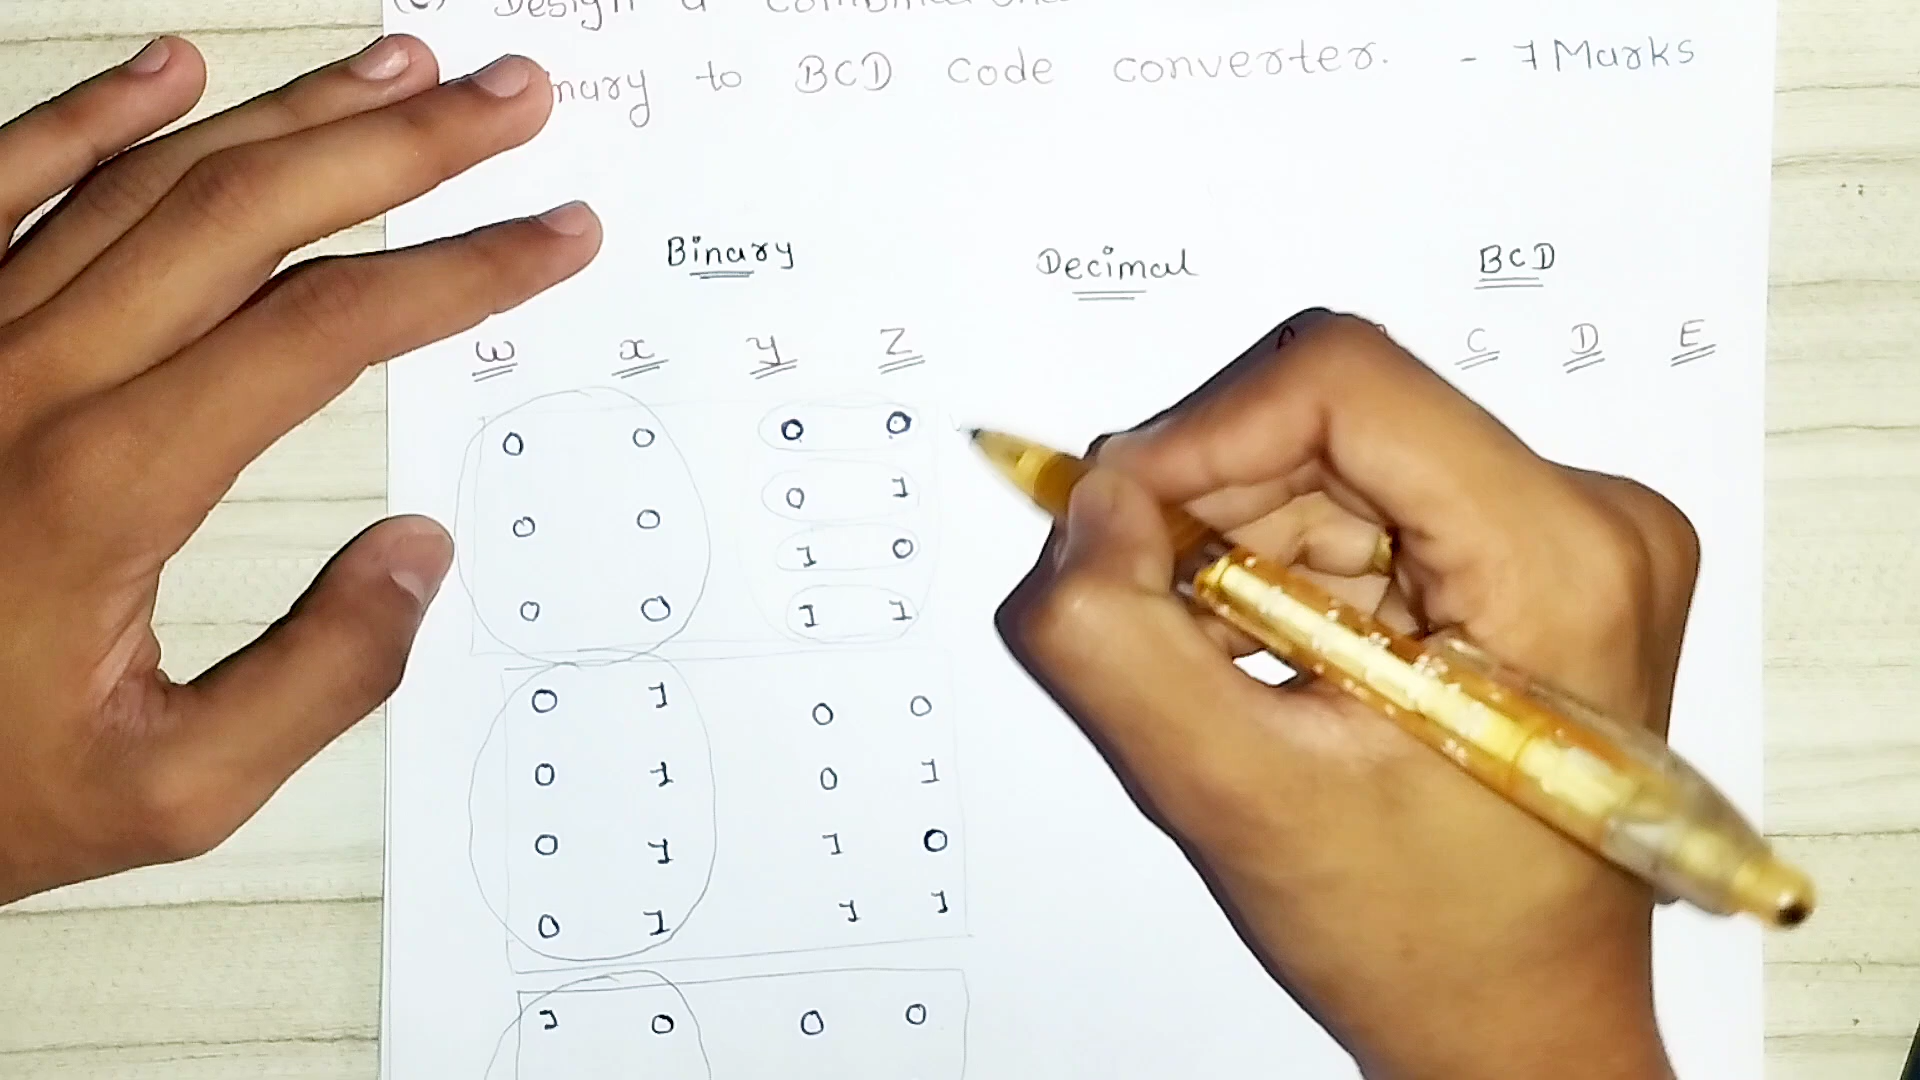 Design a
nary to BCD code converter. - 7 Marks
Binary Decimal BCD
w x y z C D E
0 0 0 0
0 1
0 0 1 0
0 0 1 1
0 1 0 0
0 1 0 1
0 1 1 0
0 1 1 1
1 0 0 0